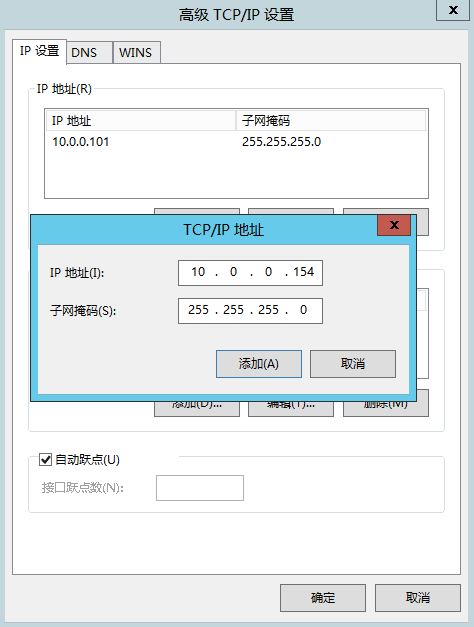 高级 TCP/IP 设置
IP 设置 DNS WINS
IP 地址(R)
IP 地址 子网掩码
10.0.0.101 255.255.255.0
TCP/IP 地址
IP 地址(I): 10 . 0 . 0 . 154
子网掩码(S): 255 . 255 . 255 . 0
添加(A) 取消
添加(D)... 编辑(T)... 删除(M)
自动跃点(U)
接口跃点数(N):
确定 取消